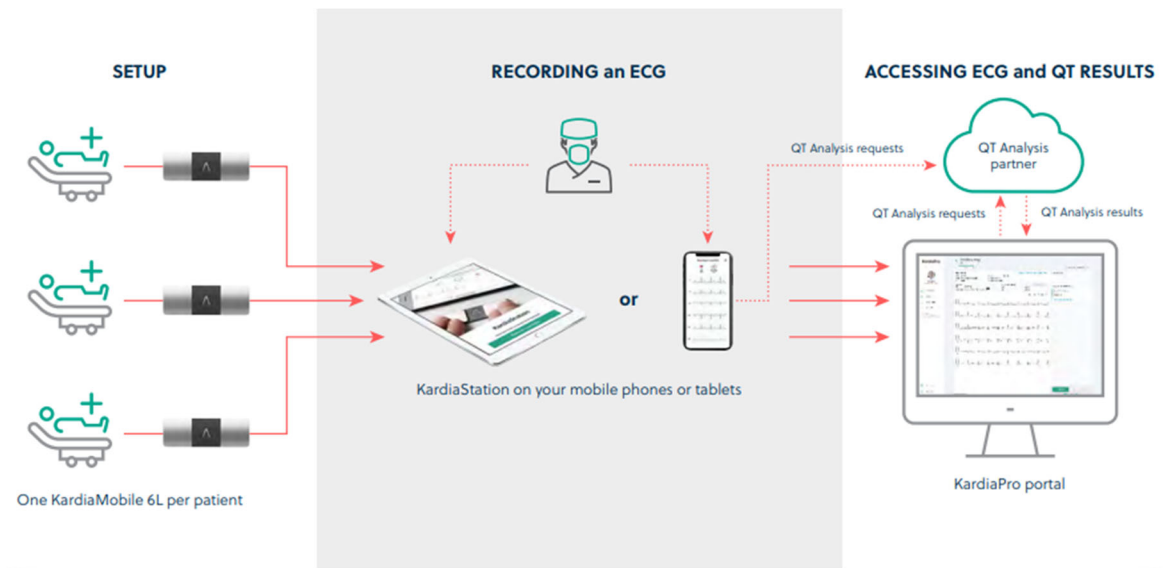 SETUP
RECORDING an ECG
ACCESSING ECG and QT RESULTS
QT Analysis requests
QT Analysis
partner
QT Analysis requests
QT Analysis results
or
KardiaStation
KardiaStation on your mobile phones or tablets
One KardiaMobile 6L per patient
KardiaPro portal